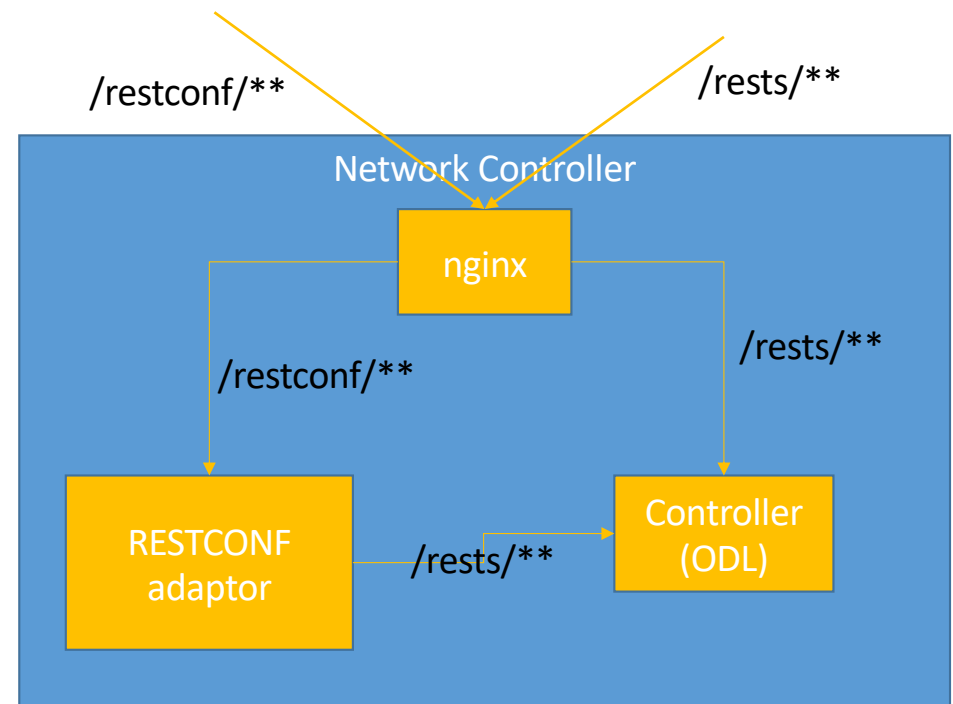 /restconf/**
/rests/**
Network Controller
nginx
/rests/**
/restconf/**
Controller
(ODL)
RESTCONF
adaptor
/rests/**